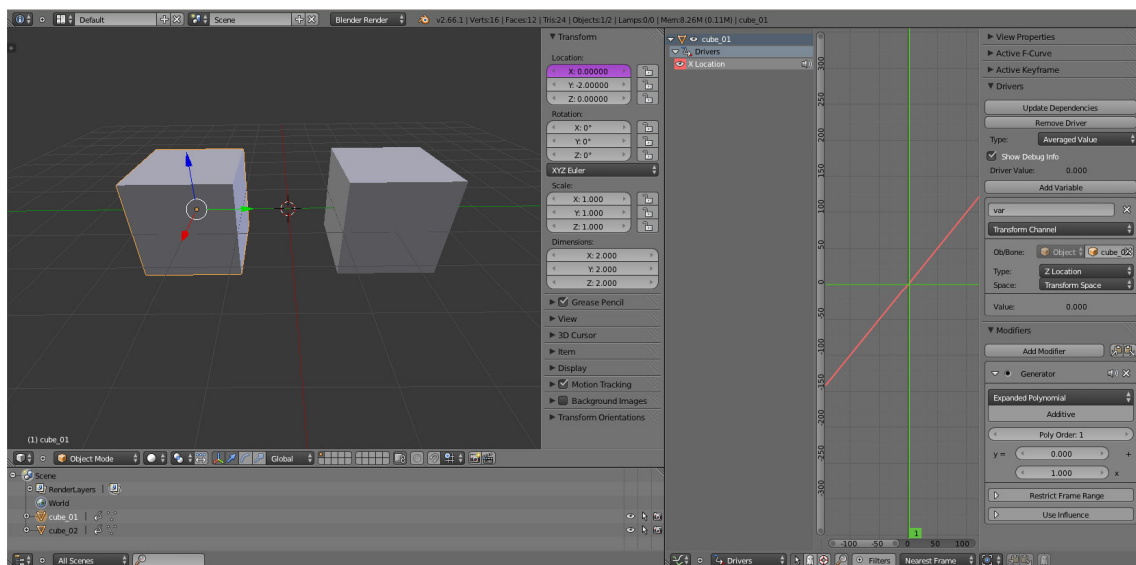 Default
Scene
Blender Render
v2.66.1 | Verts:16 | Faces:12 | Tris:24 | Objects:1/2 | Lamps:0/0 | Mem:8.26M (0.11M) | cube_01
Transform
Location:
X: 0.00000
Y: -2.00000
Z: 0.00000
Rotation:
X: 0°
Y: 0°
Z: 0°
XYZ Euler
Scale:
X: 1.000
Y: 1.000
Z: 1.000
Dimensions:
X: 2.000
Y: 2.000
Z: 2.000
Grease Pencil
View
3D Cursor
Item
Display
Motion Tracking
Background Images
Transform Orientations
(1) cube_01
Object Mode
Global
Scene
RenderLayers |
World
cube_01 |
cube_02 |
All Scenes
cube_01
Drivers
X Location
300
250
200
150
100
50
0
-50
-100
-150
-200
-250
-300
-100 -50 0 50 100
1
Drivers
Filters
Nearest Frame
View Properties
Active F-Curve
Active Keyframe
Drivers
Update Dependencies
Remove Driver
Type: Averaged Value
Show Debug Info
Driver Value: 0.000
Add Variable
var
Transform Channel
Ob/Bone: Object
Type: Z Location
Space: Transform Space
Value: 0.000
Modifiers
Add Modifier
Generator
Expanded Polynomial
Additive
Poly Order: 1
y = 0.000 +
1.000 x
Restrict Frame Range
Use Influence